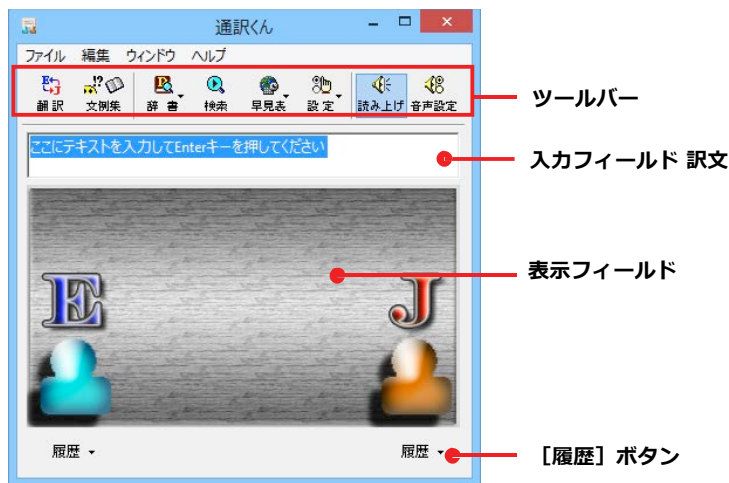 通訳くん
ファイル 編集 ウィンドウ ヘルプ
翻訳 文例集 辞書 検索 早見表 設定 読み上げ 音声設定
ツールバー
ここにテキストを入力してEnterキーを押してください
入力フィールド 訳文
表示フィールド
E J
履歴 履歴
［履歴］ボタン